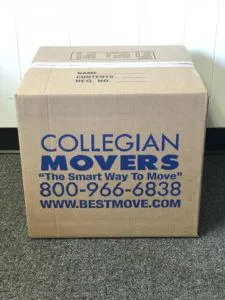 NAME
CONTENTS
REG. NO.
COLLEGIAN
MOVERS
"The Smart Way To Move"
800-966-6838
WWW.BESTMOVE.COM